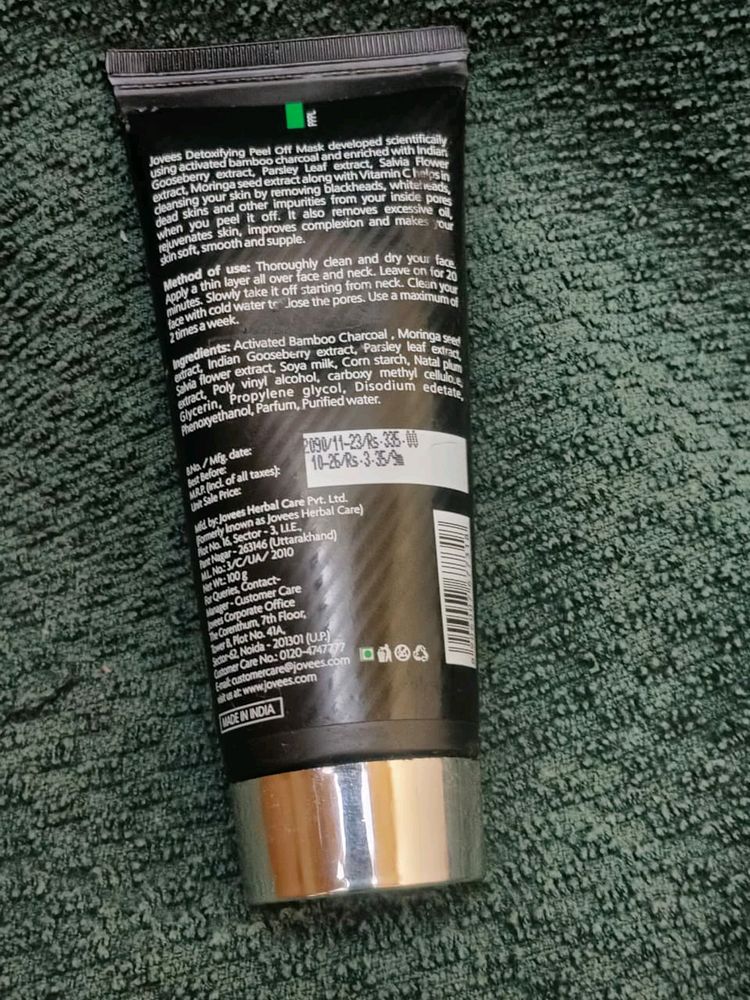 PPL
Jovees Detoxifying Peel Off Mask developed scientifically
using activated bamboo charcoal and enriched with Indian
Gooseberry extract, Parsley Leaf extract, Salvia Flower
extract, Moringa seed extract along with Vitamin C helps in
cleansing your skin by removing blackheads, whiteheads,
dead skins and other impurities from your inside pores
when you peel it off. It also removes excessive oil,
rejuvenates skin, improves complexion and makes your
skin soft, smooth and supple.
Method of use: Thoroughly clean and dry your face.
Apply a thin layer all over face and neck. Leave on for 20
minutes. Slowly take it off starting from neck. Clean your
face with cold water to close the pores. Use a maximum of
2 times a week.
Ingredients: Activated Bamboo Charcoal , Moringa seed
extract, Indian Gooseberry extract, Parsley leaf extract,
Salvia flower extract, Soya milk, Corn starch, Natal plum
extract, Poly vinyl alcohol, carboxy methyl cellulose,
Glycerin, Propylene glycol, Disodium edetate,
Phenoxyethanol, Parfum, Purified water.
B.No. / Mfg. date: 2090/11-23/Rs.335.00
Best Before: 10-26/Rs.3.35/gm
M.R.P. (Incl. of all taxes):
Unit Sale Price:
Mfd. by: Jovees Herbal Care Pvt. Ltd.
(Formerly known as Jovees Herbal Care)
Plot No. 16, Sector - 3, I.I.E.,
Pant Nagar - 263146 (Uttarakhand)
M.L. No.: 3/C/UA/ 2010
Net Wt.: 100 g
For Queries, Contact-
Manager - Customer Care
Jovees Corporate Office
The Corenthum, 7th Floor,
Tower B, Plot No. 41A,
Sector-62, Noida - 201301 (U.P.)
Customer Care No.: 0120-4747777
E-mail: customercare@jovees.com
visit us at: www.jovees.com
MADE IN INDIA